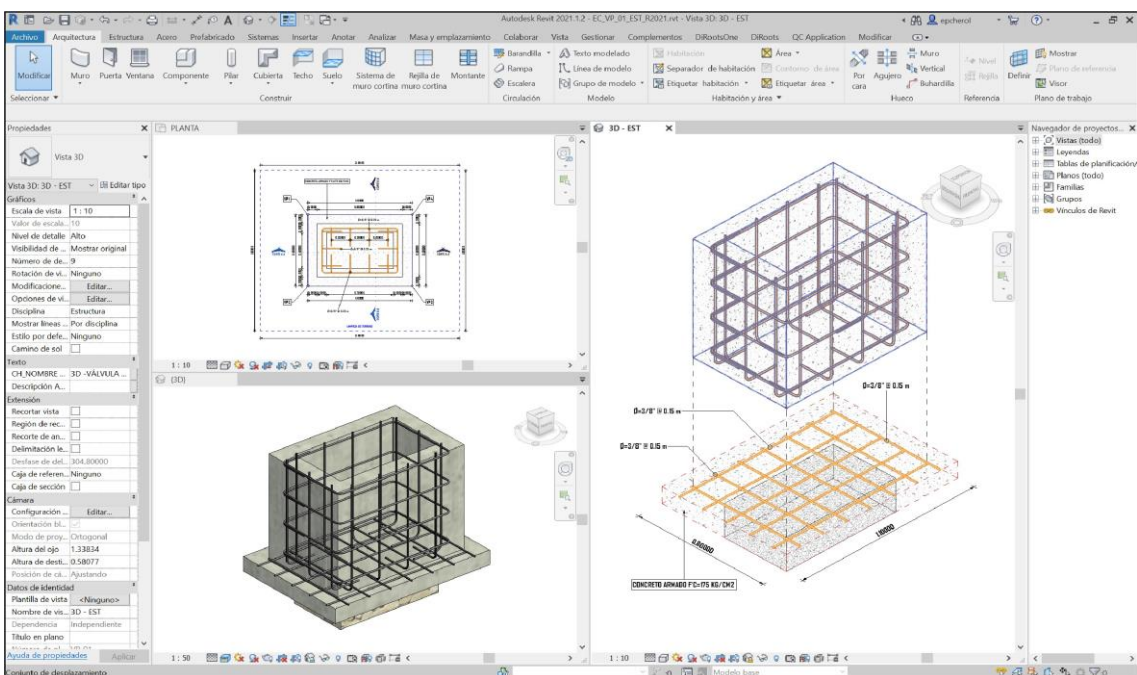 Autodesk Revit 2021.1.2 - EC_VP_01_EST_R2021.rvt - Vista 3D: 3D - EST
epcherol
Archivo Arquitectura Estructura Acero Prefabricado Sistemas Insertar Anotar Analizar Masa y emplazamiento Colaborar Vista Gestionar Complementos DiRootsOne DiRoots QC Application Modificar
Modificar
Muro Puerta Ventana Componente Pilar Cubierta Techo Suelo Sistema de muro cortina Rejilla de muro cortina Montante
Barandilla
Rampa
Escalera
Texto modelado
Línea de modelo
Grupo de modelo
Habitación
Separador de habitación
Etiquetar habitación
Área
Contorno de área
Etiquetar área
Por cara
Agujero
Muro
Vertical
Buhardilla
Nivel
Rejilla
Definir
Mostrar
Plano de referencia
Visor
Seleccionar
Construir
Circulación
Modelo
Habitación y área
Hueco
Referencia
Plano de trabajo
Propiedades
Vista 3D
Vista 3D: 3D - EST
Editar tipo
Gráficos
Escala de vista 1 : 10
Valor de escala... 10
Nivel de detalle Alto
Visibilidad de ... Mostrar original
Número de de... 9
Rotación de vi... Ninguno
Modificacione... Editar...
Opciones de vi... Editar...
Disciplina Estructura
Mostrar líneas ... Por disciplina
Estilo por defe... Ninguno
Camino de sol
Texto
CH_NOMBRE ... 3D -VÁLVULA ...
Descripción A...
Extensión
Recortar vista
Región de rec...
Recorte de an...
Delimitación le...
Desfase de del... 304.80000
Caja de referen... Ninguno
Caja de sección
Cámara
Configuración ... Editar...
Orientación bl...
Modo de proy... Ortogonal
Altura del ojo 1.33834
Altura de desti... 0.58077
Posición de cá... Ajustando
Datos de identidad
Plantilla de vista <Ninguno>
Nombre de vis... 3D - EST
Dependencia Independiente
Título en plano
Ayuda de propiedades
Aplicar
Conjunto de desplazamiento
PLANTA
1 : 10
{3D}
1 : 50
3D - EST
Ø=3/8" @ 0.15 m
Ø=3/8" @ 0.15 m
Ø=3/8" @ 0.15 m
0.80000
1.10000
CONCRETO ARMADO F'C=175 KG/CM2
1 : 10
Modelo base
Navegador de proyectos...
Vistas (todo)
Leyendas
Tablas de planificación/
Planos (todo)
Familias
Grupos
Vínculos de Revit